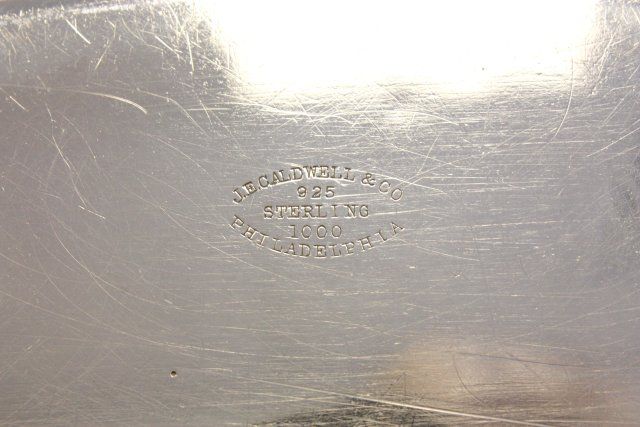 J.E.CALDWELL & CO
925
STERLING
1000
PHILADELPHIA